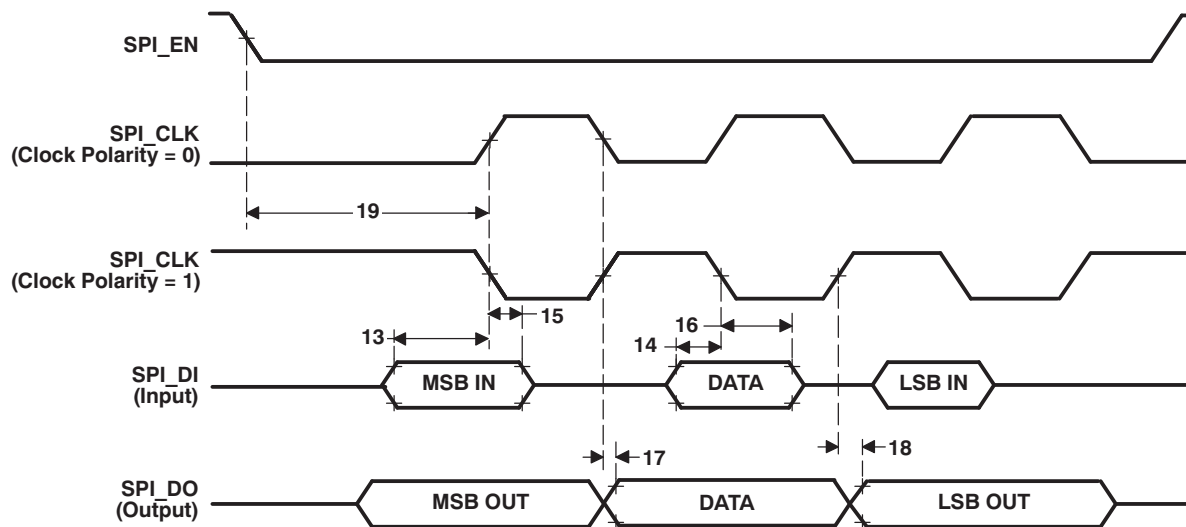 SPI_EN
SPI_CLK
(Clock Polarity = 0)
19
SPI_CLK
(Clock Polarity = 1)
15
13
16
14
SPI_DI
(Input)
MSB IN
DATA
LSB IN
17
18
SPI_DO
(Output)
MSB OUT
DATA
LSB OUT